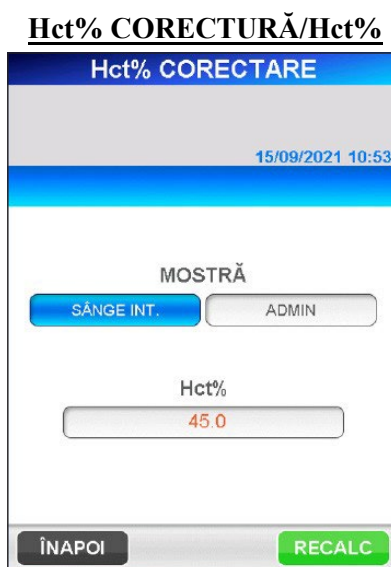 Hct% CORECTURĂ/Hct%
Hct% CORECTARE
15/09/2021 10:53
MOSTRĂ
SÂNGE INT. ADMIN
Hct%
45.0
ÎNAPOI RECALC